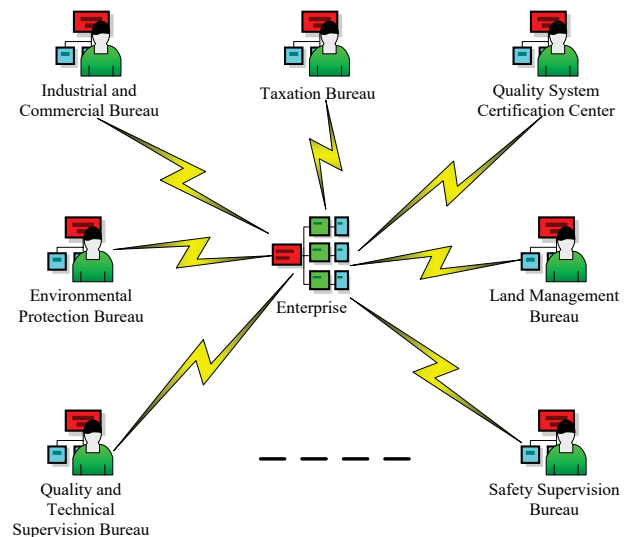 Industrial and
Commercial Bureau
Taxation Bureau
Quality System
Certification Center
Environmental
Protection Bureau
Enterprise
Land Management
Bureau
Quality and
Technical
Supervision Bureau
Safety Supervision
Bureau